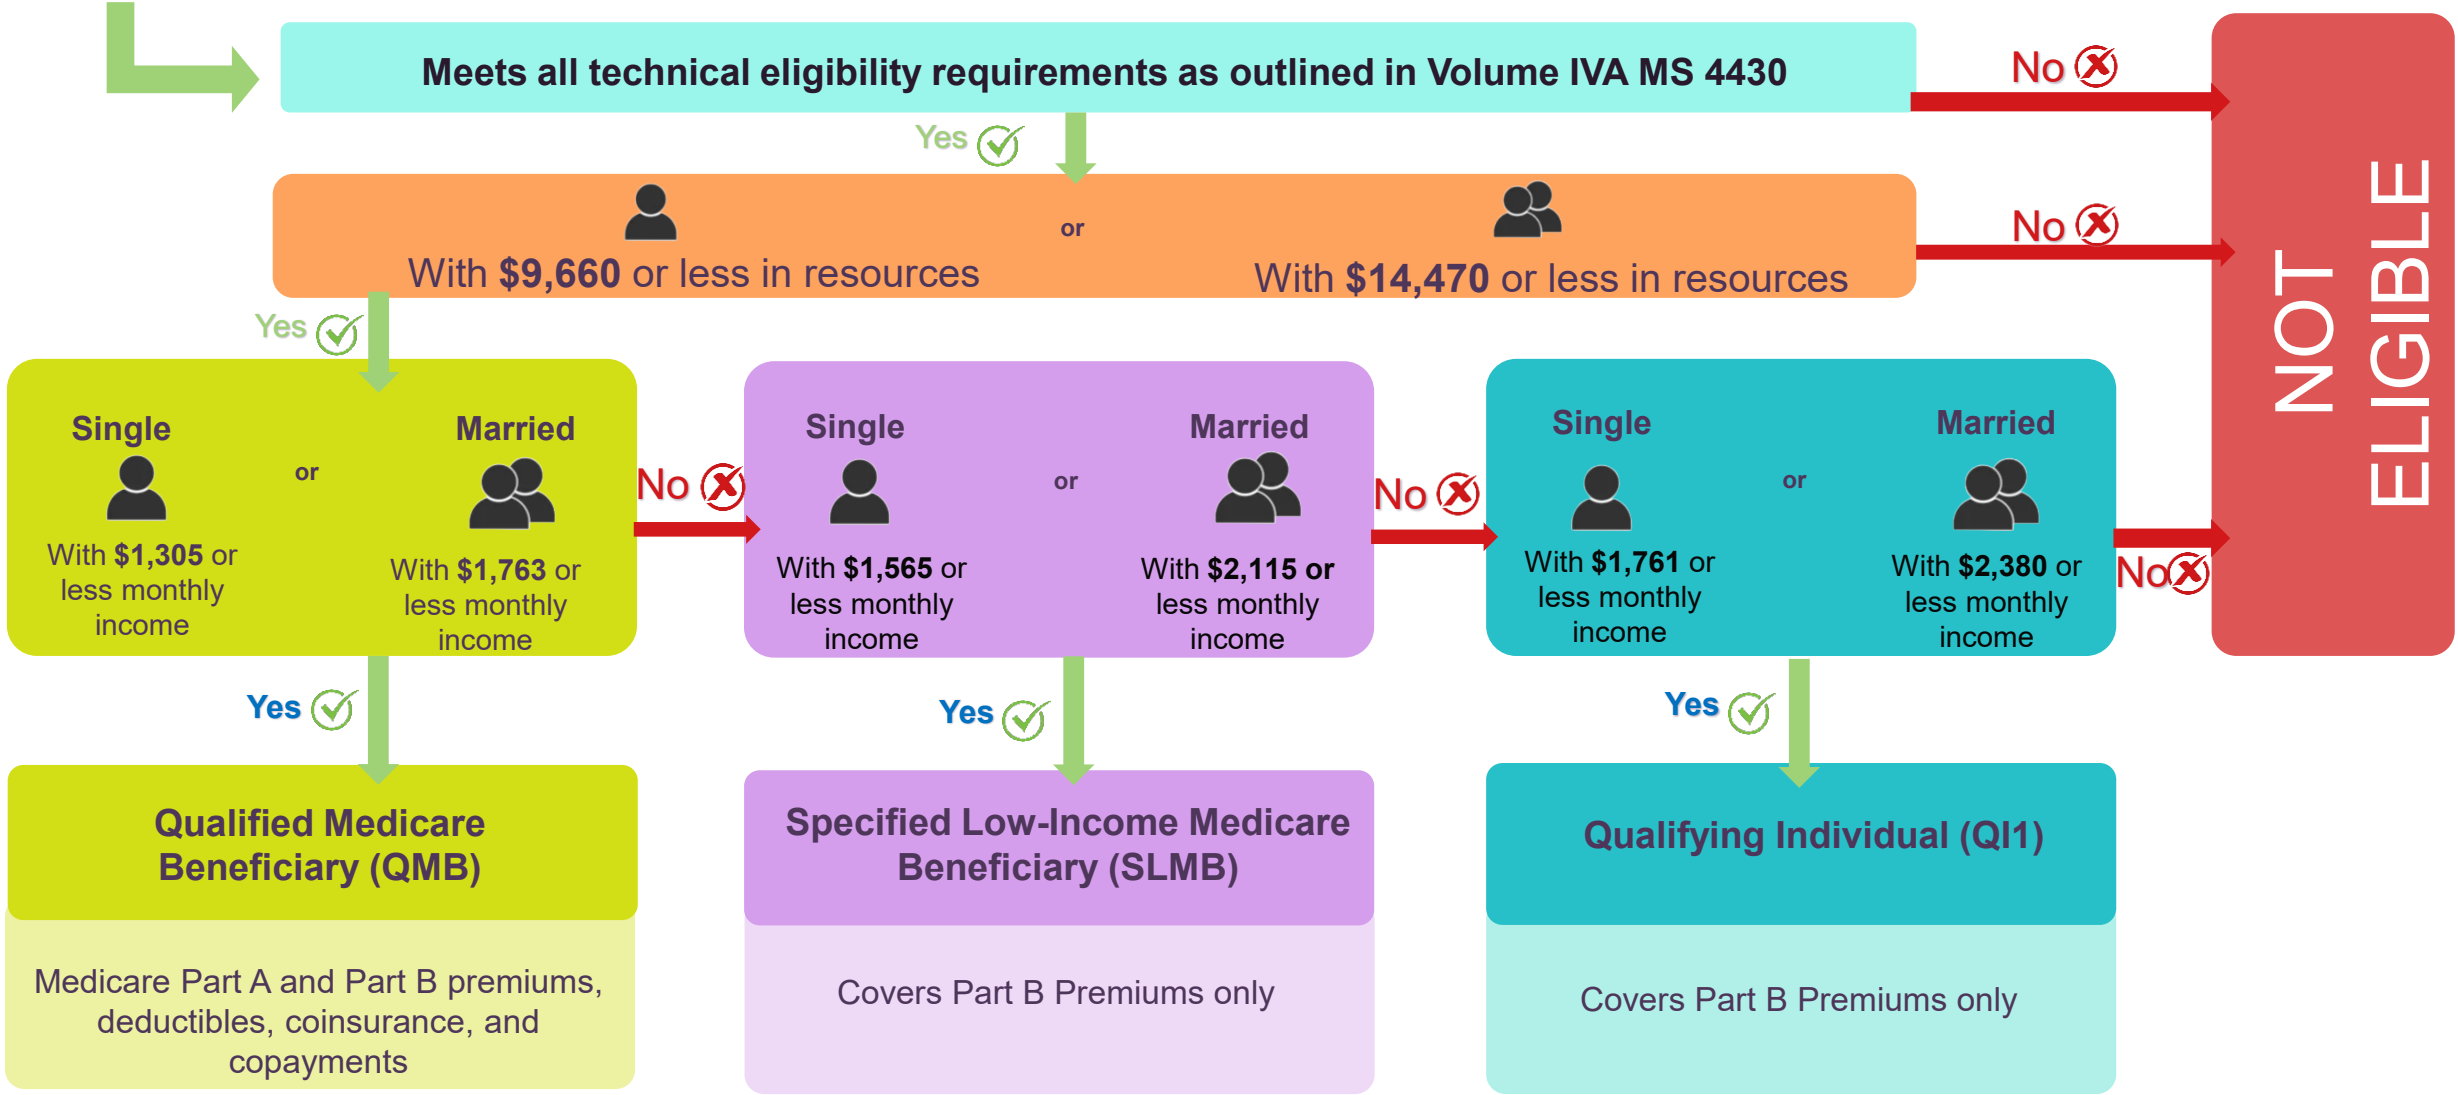 Meets all technical eligibility requirements as outlined in Volume IVA MS 4430
No
Yes
or
With $9,660 or less in resources
With $14,470 or less in resources
No
NOT
ELIGIBLE
Yes
Single
or
Married
With $1,305 or
less monthly
income
With $1,763 or
less monthly
income
No
Single
or
Married
With $1,565 or
less monthly
income
With $2,115 or
less monthly
income
No
Single
or
Married
With $1,761 or
less monthly
income
With $2,380 or
less monthly
income
No
Yes
Yes
Yes
Qualified Medicare
Beneficiary (QMB)
Medicare Part A and Part B premiums,
deductibles, coinsurance, and
copayments
Specified Low-Income Medicare
Beneficiary (SLMB)
Covers Part B Premiums only
Qualifying Individual (QI1)
Covers Part B Premiums only